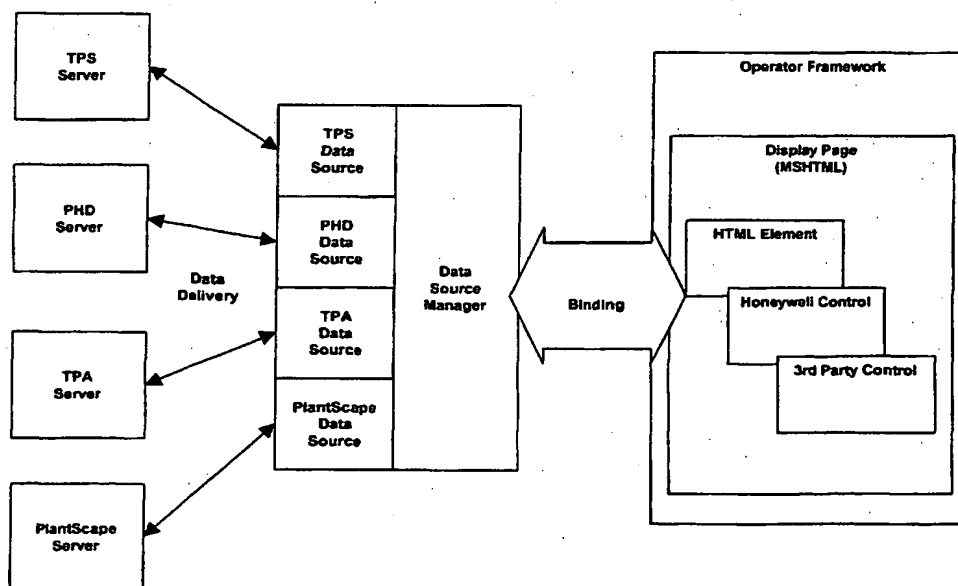 TPS
Server
PHD
Server
TPA
Server
PlantScape
Server
Data
Delivery
TPS
Data
Source
PHD
Data
Source
TPA
Data
Source
PlantScape
Data
Source
Data
Source
Manager
Binding
Operator Framework
Display Page
(MSHTML)
HTML Element
Honeywell Control
3rd Party Control